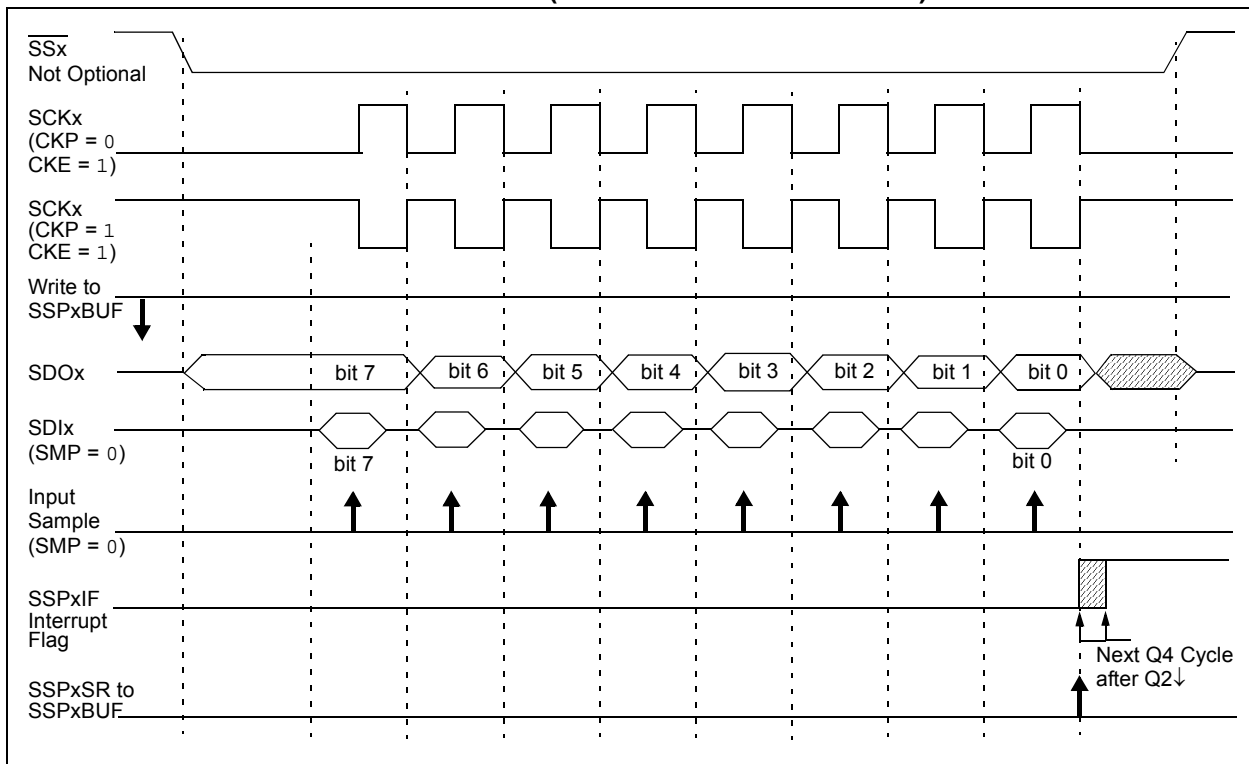 SSx
Not Optional
SCKx
(CKP = 0
CKE = 1)
SCKx
(CKP = 1
CKE = 1)
Write to
SSPxBUF
SDOx
bit 7 bit 6 bit 5 bit 4 bit 3 bit 2 bit 1 bit 0
SDIx
(SMP = 0)
bit 7 bit 0
Input
Sample
(SMP = 0)
SSPxIF
Interrupt
Flag
Next Q4 Cycle
after Q2↓
SSPxSR to
SSPxBUF